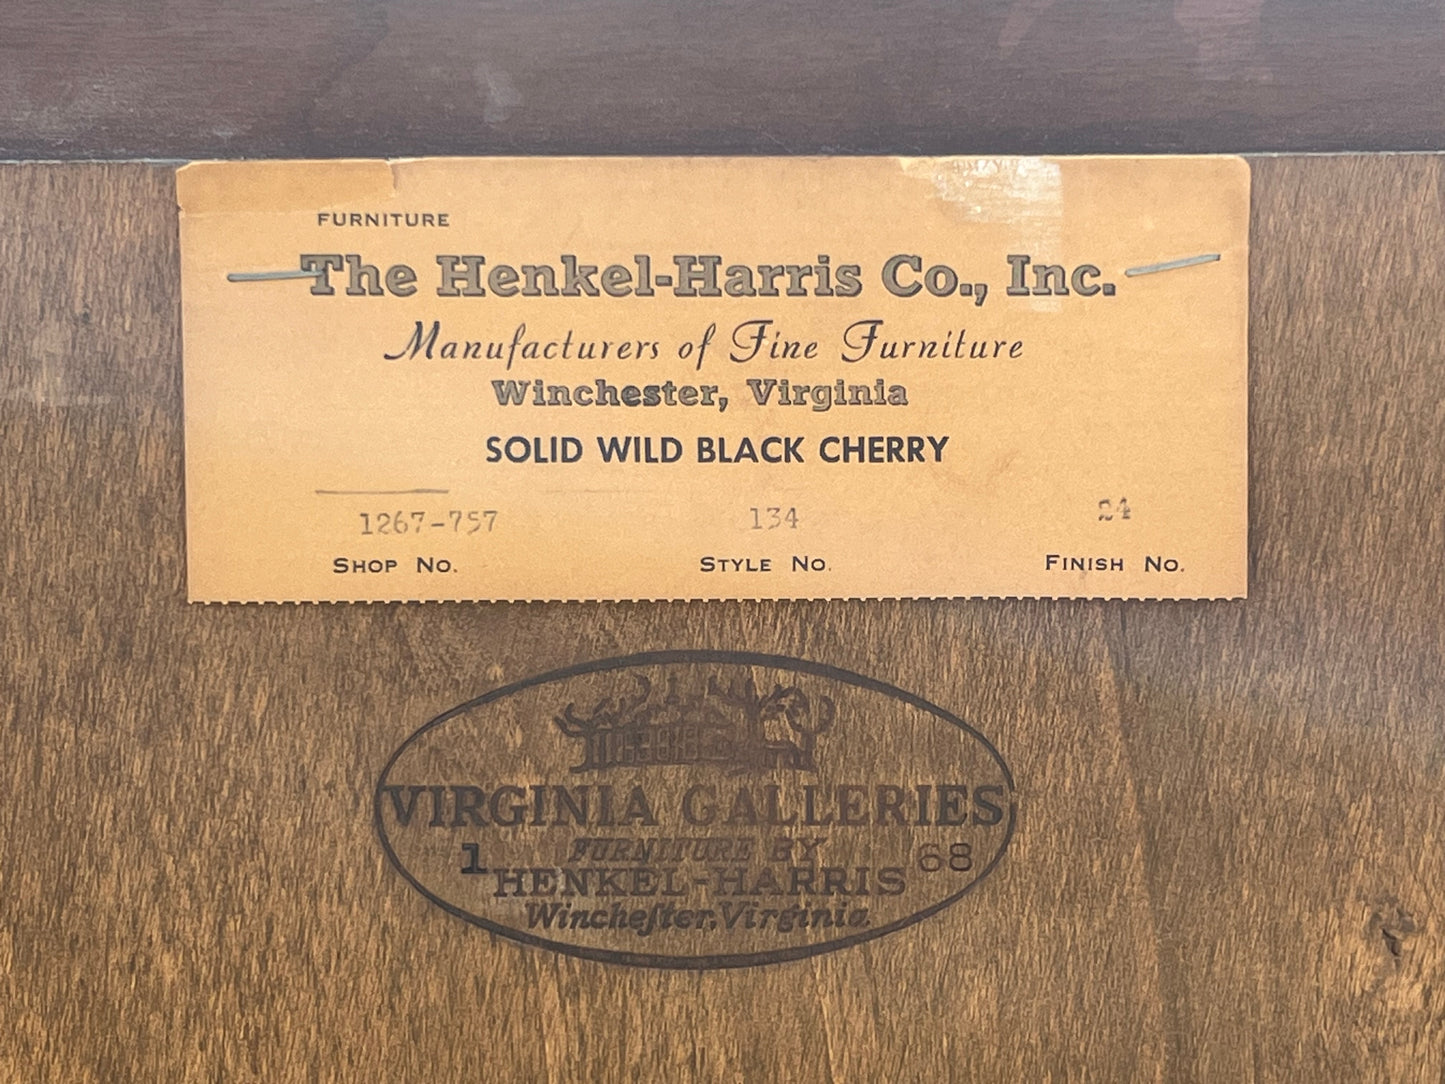 FURNITURE
The Henkel-Harris Co., Inc.
Manufacturers of Fine Furniture
Winchester, Virginia
SOLID WILD BLACK CHERRY
1267-757 134 24
SHOP NO. STYLE NO. FINISH NO.
VIRGINIA GALLERIES
FURNITURE BY
1 HENKEL-HARRIS 68
Wincheſter, Virginia